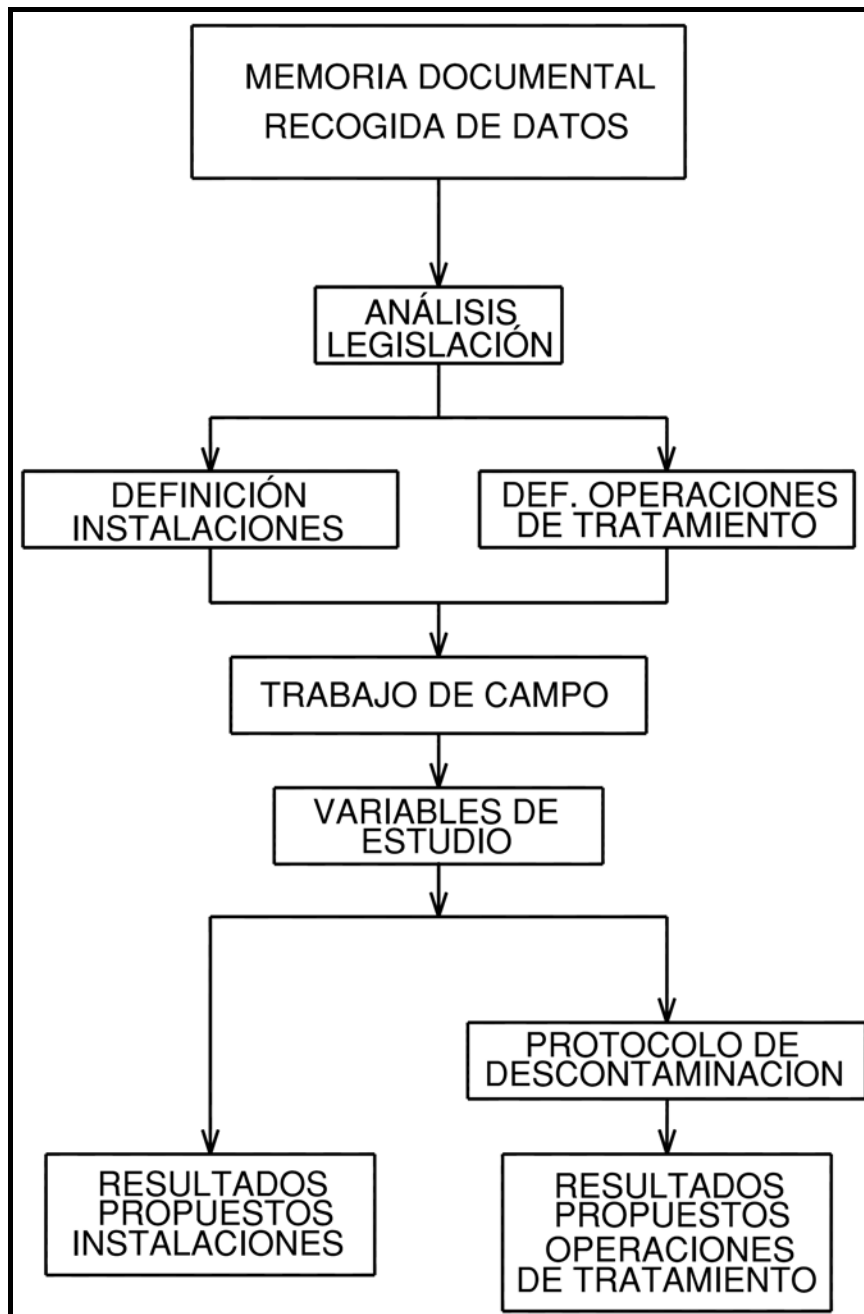 MEMORIA DOCUMENTAL
RECOGIDA DE DATOS
ANÁLISIS
LEGISLACIÓN
DEFINICIÓN
INSTALACIONES
DEF. OPERACIONES
DE TRATAMIENTO
TRABAJO DE CAMPO
VARIABLES DE
ESTUDIO
PROTOCOLO DE
DESCONTAMINACION
RESULTADOS
PROPUESTOS
INSTALACIONES
RESULTADOS
PROPUESTOS
OPERACIONES
DE TRATAMIENTO